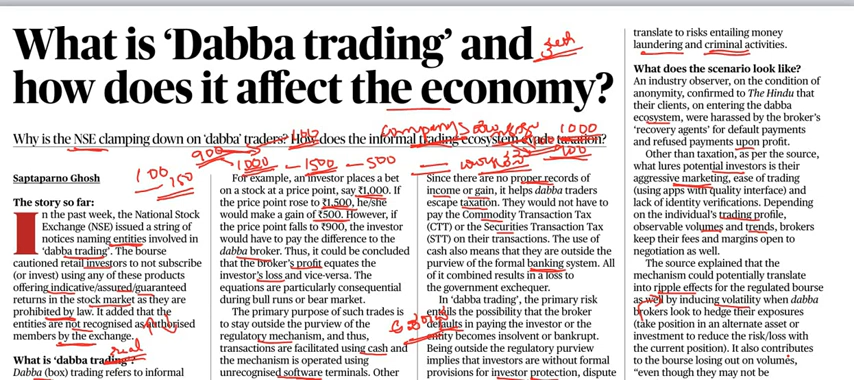 What is ‘Dabba trading’ and
how does it affect the economy?
Why is the NSE clamping down on ‘dabba’ traders? How does the informal trading ecosystem evade taxation?
Saptaparno Ghosh
The story so far:
In the past week, the National Stock
Exchange (NSE) issued a string of
notices naming entities involved in
‘dabba trading’. The bourse
cautioned retail investors to not subscribe
(or invest) using any of these products
offering indicative/assured/guaranteed
returns in the stock market as they are
prohibited by law. It added that the
entities are not recognised as authorised
members by the exchange.
What is ‘dabba trading’?
Dabba (box) trading refers to informal
For example, an investor places a bet
on a stock at a price point, say ₹1,000. If
the price point rose to ₹1,500, he/she
would make a gain of ₹500. However, if
the price point falls to ₹900, the investor
would have to pay the difference to the
dabba broker. Thus, it could be concluded
that the broker’s profit equates the
investor’s loss and vice-versa. The
equations are particularly consequential
during bull runs or bear market.
The primary purpose of such trades is
to stay outside the purview of the
regulatory mechanism, and thus,
transactions are facilitated using cash and
the mechanism is operated using
unrecognised software terminals. Other
Since there are no proper records of
income or gain, it helps dabba traders
escape taxation. They would not have to
pay the Commodity Transaction Tax
(CTT) or the Securities Transaction Tax
(STT) on their transactions. The use of
cash also means that they are outside the
purview of the formal banking system. All
of it combined results in a loss to
the government exchequer.
In ‘dabba trading’, the primary risk
entails the possibility that the broker
defaults in paying the investor or the
entity becomes insolvent or bankrupt.
Being outside the regulatory purview
implies that investors are without formal
provisions for investor protection, dispute
translate to risks entailing money
laundering and criminal activities.
What does the scenario look like?
An industry observer, on the condition of
anonymity, confirmed to The Hindu that
their clients, on entering the dabba
ecosystem, were harassed by the broker’s
‘recovery agents’ for default payments
and refused payments upon profit.
Other than taxation, as per the source,
what lures potential investors is their
aggressive marketing, ease of trading
(using apps with quality interface) and
lack of identity verifications. Depending
on the individual’s trading profile,
observable volumes and trends, brokers
keep their fees and margins open to
negotiation as well.
The source explained that the
mechanism could potentially translate
into ripple effects for the regulated bourse
as well by inducing volatility when dabba
brokers look to hedge their exposures
(take position in an alternate asset or
investment to reduce the risk/loss with
the current position). It also contributes
to the bourse losing out on volumes,
“even though they may not be
1000
900
1000 – 1500 – 500
900
100